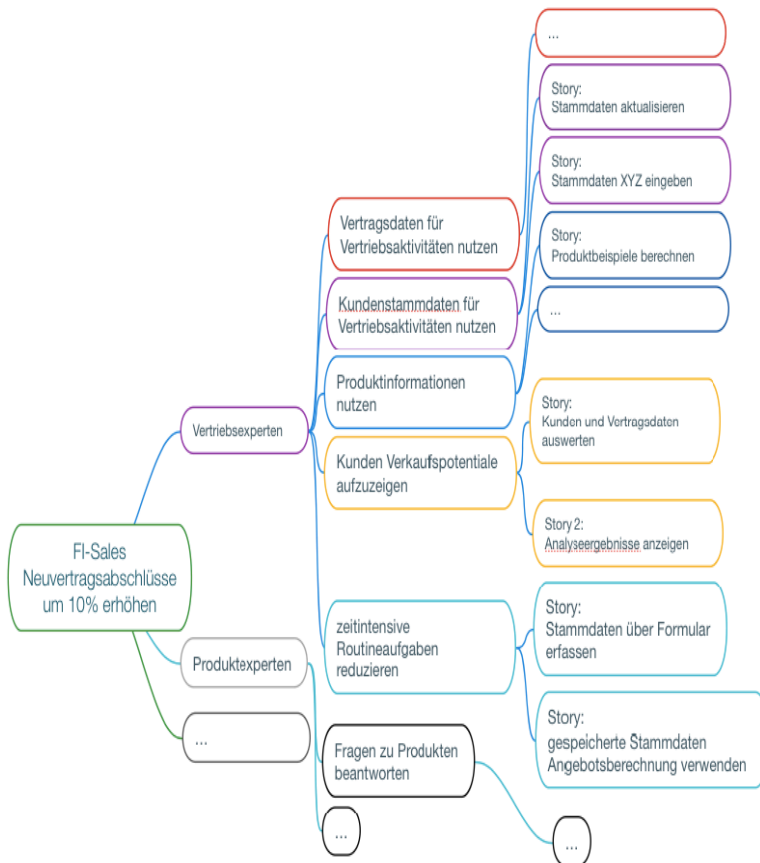 ...
Story:
Stammdaten aktualisieren
Story:
Stammdaten XYZ eingeben
Vertragsdaten für
Vertriebsaktivitäten nutzen
Story:
Produktbeispiele berechnen
Kundenstammdaten für
Vertriebsaktivitäten nutzen
...
Produktinformationen
nutzen
Story:
Kunden und Vertragsdaten
auswerten
Vertriebsexperten
Kunden Verkaufspotentiale
aufzuzeigen
Story 2:
Analyseergebnisse anzeigen
FI-Sales
Neuvertragsabschlüsse
um 10% erhöhen
zeitintensive
Routineaufgaben
reduzieren
Story:
Stammdaten über Formular
erfassen
Produktexperten
Story:
gespeicherte Stammdaten
Angebotsberechnung verwenden
...
Fragen zu Produkten
beantworten
...
...